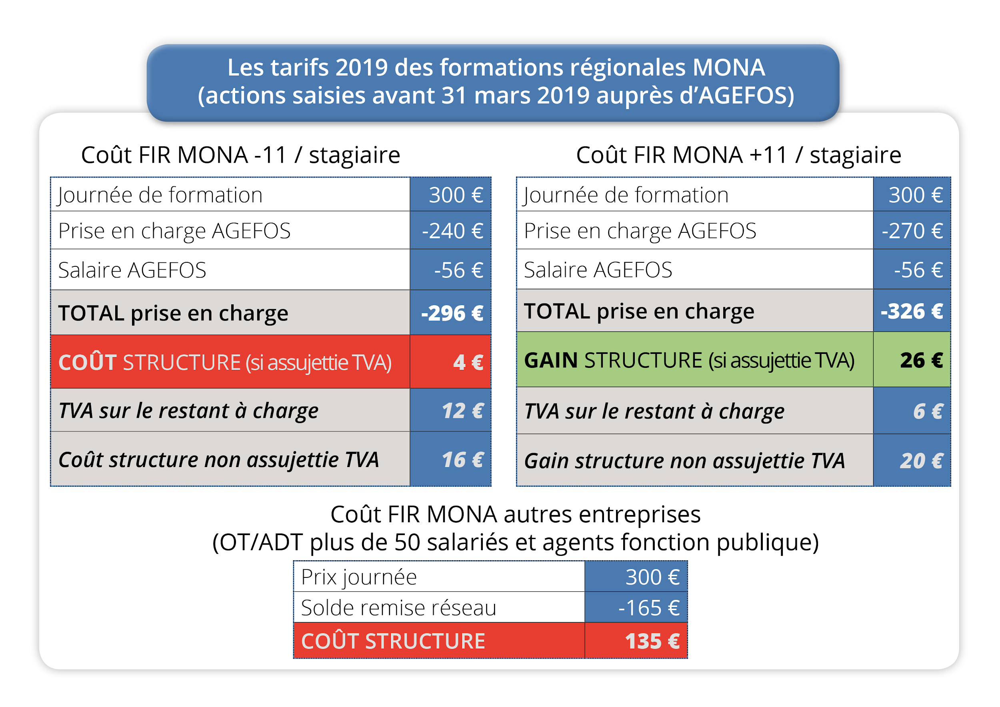 Les tarifs 2019 des formations régionales MONA
(actions saisies avant 31 mars 2019 auprès d’AGEFOS)
Coût FIR MONA -11 / stagiaire
Journée de formation 300 €
Prise en charge AGEFOS -240 €
Salaire AGEFOS -56 €
TOTAL prise en charge -296 €
COÛT STRUCTURE (si assujettie TVA) 4 €
TVA sur le restant à charge 12 €
Coût structure non assujettie TVA 16 €
Coût FIR MONA +11 / stagiaire
Journée de formation 300 €
Prise en charge AGEFOS -270 €
Salaire AGEFOS -56 €
TOTAL prise en charge -326 €
GAIN STRUCTURE (si assujettie TVA) 26 €
TVA sur le restant à charge 6 €
Gain structure non assujettie TVA 20 €
Coût FIR MONA autres entreprises
(OT/ADT plus de 50 salariés et agents fonction publique)
Prix journée 300 €
Solde remise réseau -165 €
COÛT STRUCTURE 135 €